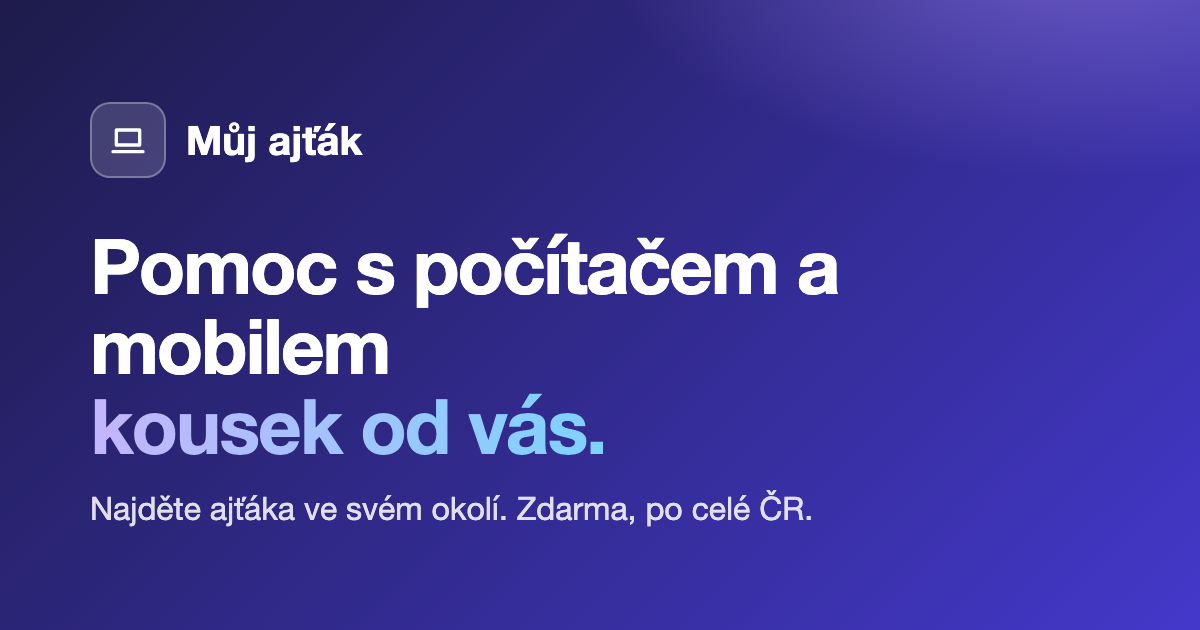 Můj ajťák
Pomoc s počítačem a
mobilem
kousek od vás.
Najděte ajťáka ve svém okolí. Zdarma, po celé ČR.